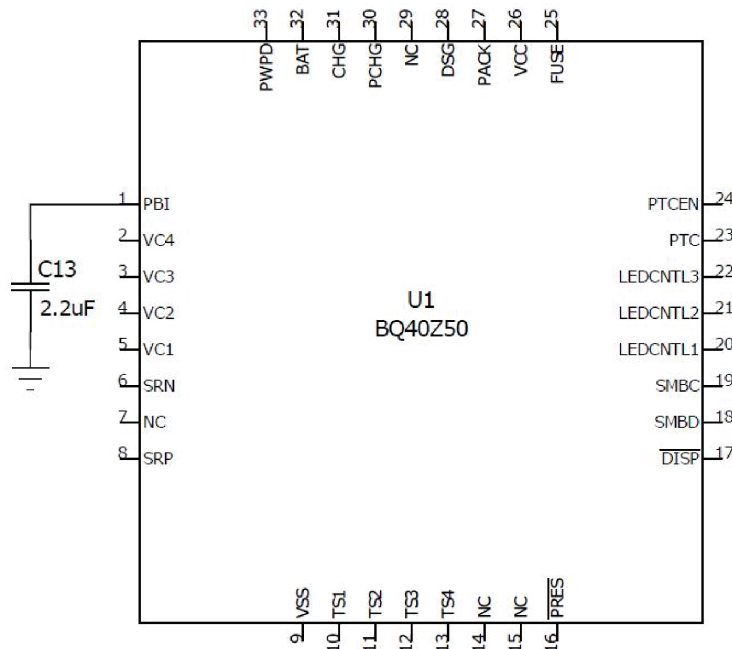 33 32 31 30 29 28 27 26 25
PWPD BAT CHG PCHG NC DSG PACK VCC FUSE
1 PBI
2 VC4
3 VC3
4 VC2
5 VC1
6 SRN
7 NC
8 SRP
C13
2.2uF
U1
BQ40Z50
PTCEN 24
PTC 23
LEDCNTL3 22
LEDCNTL2 21
LEDCNTL1 20
SMBC 19
SMBD 18
DISP 17
VSS TS1 TS2 TS3 TS4 NC NC PRES
9 10 11 12 13 14 15 16